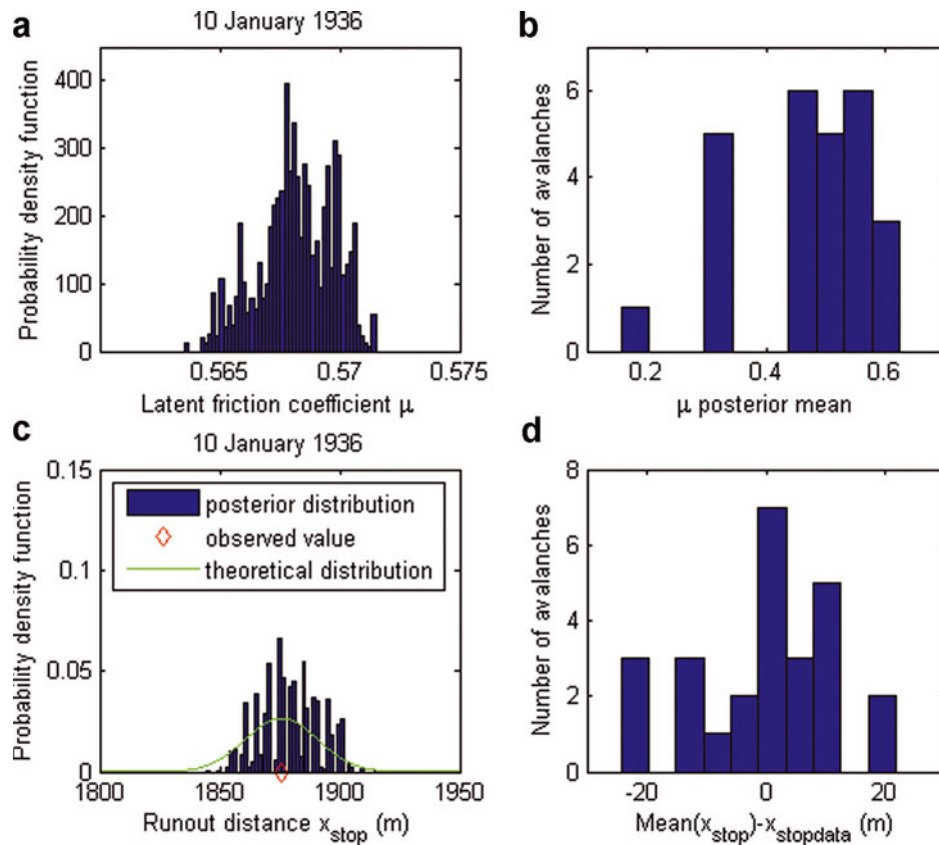 a
10 January 1936
Probability density function
400
300
200
100
0
0.565
0.57
0.575
Latent friction coefficient μ
b
Number of avalanches
6
4
2
0
0.2
0.4
0.6
μ posterior mean
c
10 January 1936
Probability density function
0.15
0.1
0.05
0
posterior distribution
observed value
theoretical distribution
1800
1850
1900
1950
Runout distance x_stop (m)
d
Number of avalanches
8
6
4
2
0
-20
0
20
Mean(x_stop)-x_stopdata (m)